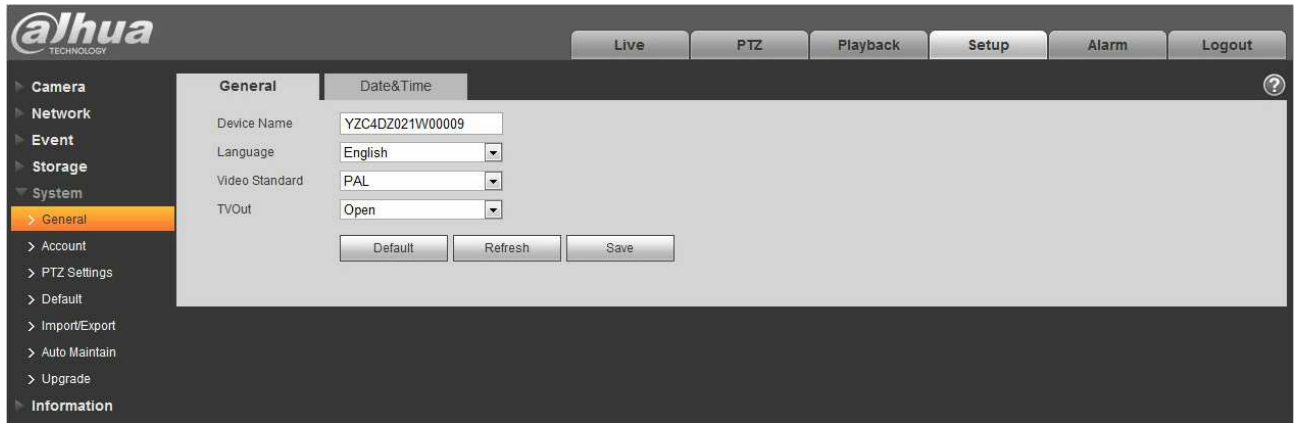 alhua
TECHNOLOGY
Live PTZ Playback Setup Alarm Logout
Camera
Network
Event
Storage
System
General
Account
PTZ Settings
Default
Import/Export
Auto Maintain
Upgrade
Information
General Date&Time
?
Device Name YZC4DZ021W00009
Language English
Video Standard PAL
TVOut Open
Default Refresh Save